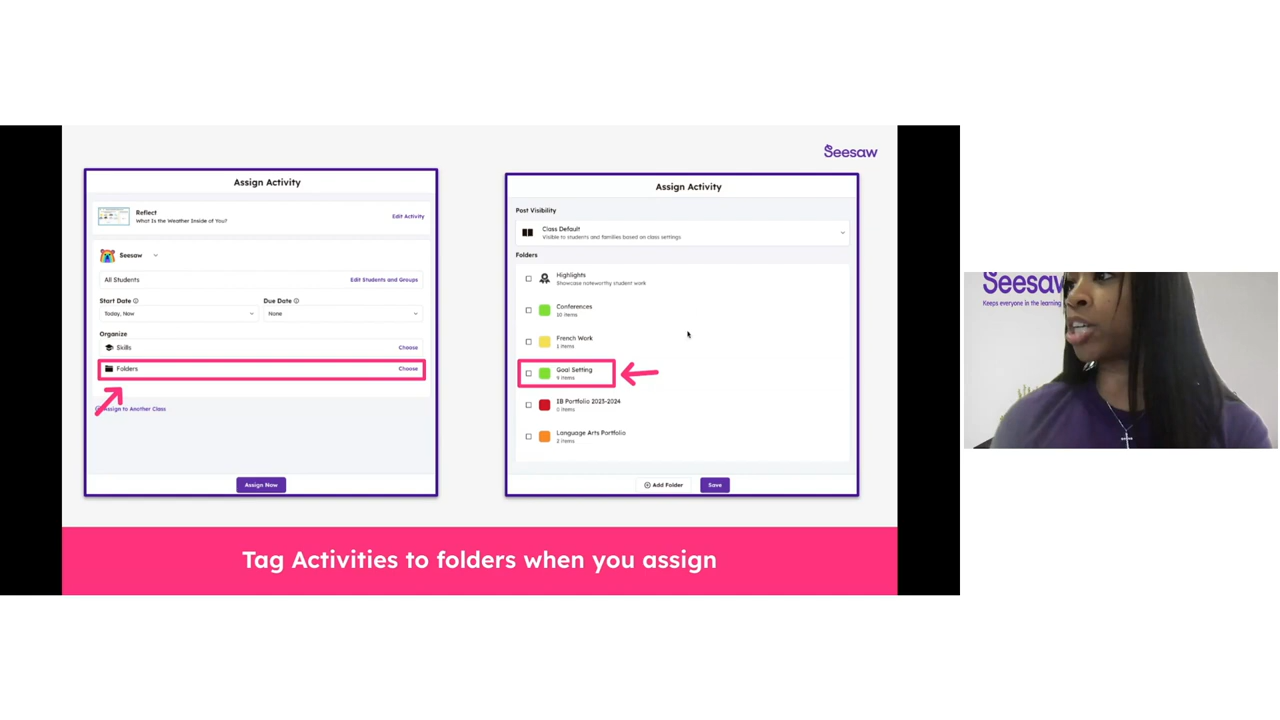 Seesaw
Assign Activity
Reflect
What Is the Weather Inside of You?
Edit Activity
Seesaw
All Students
Edit Students and Groups
Start Date
Due Date
Today, Now
None
Organize
Skills
Choose
Folders
Choose
Assign to Another Class
Assign Now
Assign Activity
Post Visibility
Class Default
Visible to students and families based on class settings
Folders
Highlights
Showcase noteworthy student work
Conferences
10 items
French Work
1 items
Goal Setting
9 items
IB Portfolio 2023-2024
0 items
Language Arts Portfolio
2 items
Add Folder
Save
Tag Activities to folders when you assign
Seesaw
Keeps everyone in the learning